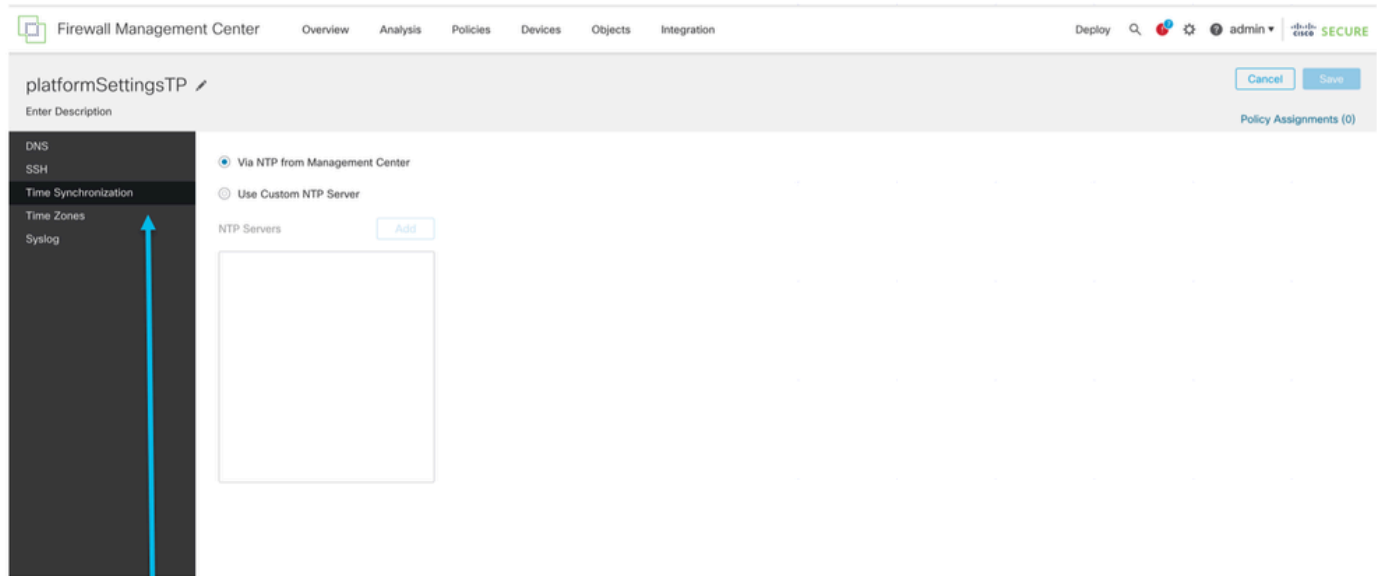 Firewall Management Center Overview Analysis Policies Devices Objects Integration Deploy admin cisco SECURE
platformSettingsTP Cancel Save
Enter Description Policy Assignments (0)
DNS
SSH
Time Synchronization
Time Zones
Syslog
Via NTP from Management Center
Use Custom NTP Server
NTP Servers Add